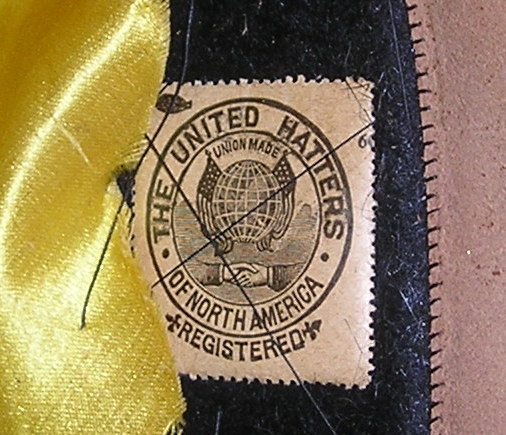 THE UNITED HATTERS
UNION MADE
OF NORTH AMERICA
REGISTERED